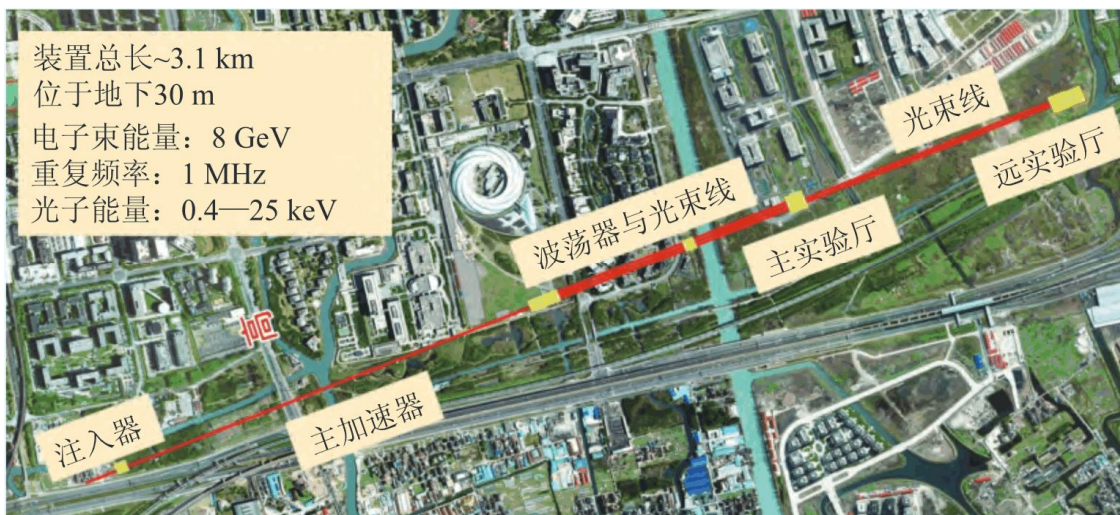 装置总长~3.1 km
位于地下30 m
电子束能量：8 GeV
重复频率：1 MHz
光子能量：0.4—25 keV
光束线
远实验厅
波荡器与光束线
主实验厅
高
主加速器
注入器